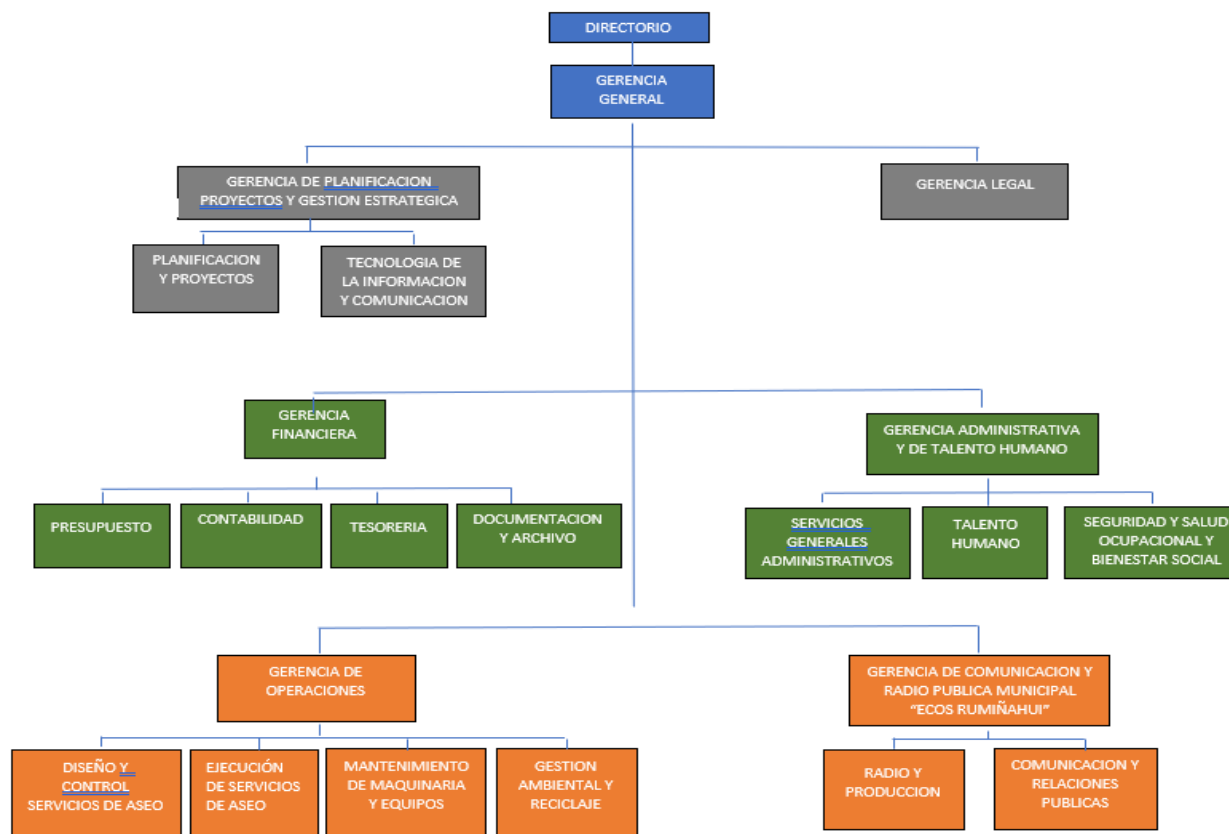 DIRECTORIO
GERENCIA
GENERAL
GERENCIA DE PLANIFICACION
PROYECTOS Y GESTION ESTRATEGICA
GERENCIA LEGAL
PLANIFICACION
Y PROYECTOS
TECNOLOGIA DE
LA INFORMACION
Y COMUNICACION
GERENCIA
FINANCIERA
GERENCIA ADMINISTRATIVA
Y DE TALENTO HUMANO
PRESUPUESTO
CONTABILIDAD
TESORERIA
DOCUMENTACION
Y ARCHIVO
SERVICIOS
GENERALES
ADMINISTRATIVOS
TALENTO
HUMANO
SEGURIDAD Y SALUD
OCUPACIONAL Y
BIENESTAR SOCIAL
GERENCIA DE
OPERACIONES
GERENCIA DE COMUNICACION Y
RADIO PUBLICA MUNICIPAL
"ECOS RUMIÑAHUI"
DISEÑO Y
CONTROL
SERVICIOS DE ASEO
EJECUCIÓN
DE SERVICIOS
DE ASEO
MANTENIMIENTO
DE MAQUINARIA
Y EQUIPOS
GESTION
AMBIENTAL Y
RECICLAJE
RADIO Y
PRODUCCION
COMUNICACION Y
RELACIONES
PUBLICAS